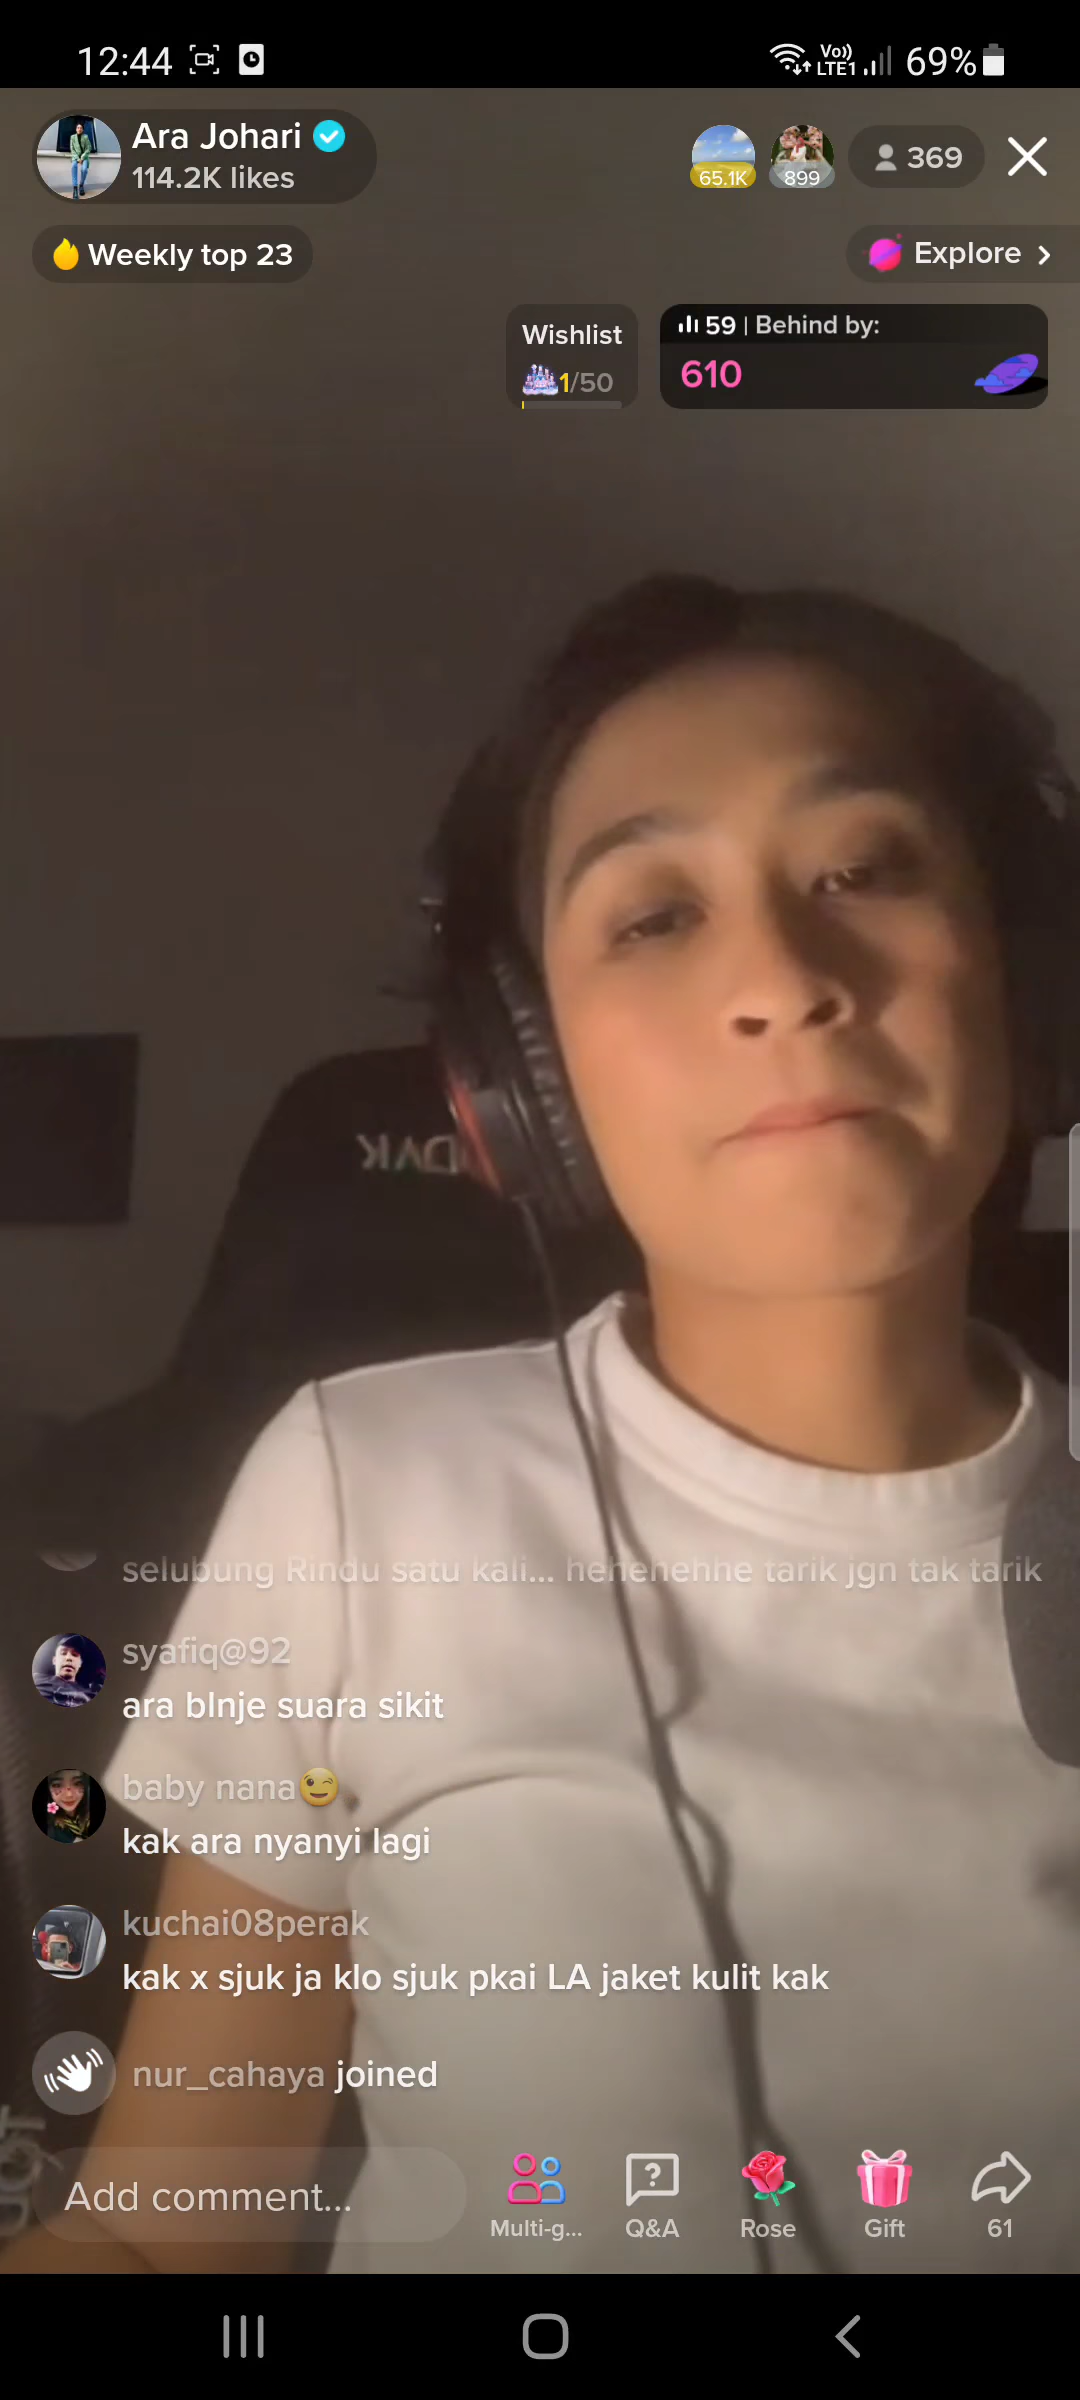 12:44
Vo))
LTE1
69%
Ara Johari
114.2K likes
65.1K
899
369
Weekly top 23
Explore
Wishlist
1/50
59 | Behind by:
610
selubung Rindu satu kali... hehehehhe tarik jgn tak tarik
syafiq@92
ara blnje suara sikit
baby nana😉
kak ara nyanyi lagi
kuchai08perak
kak x sjuk ja klo sjuk pkai LA jaket kulit kak
nur_cahaya joined
Add comment...
Multi-g...
Q&A
Rose
Gift
61